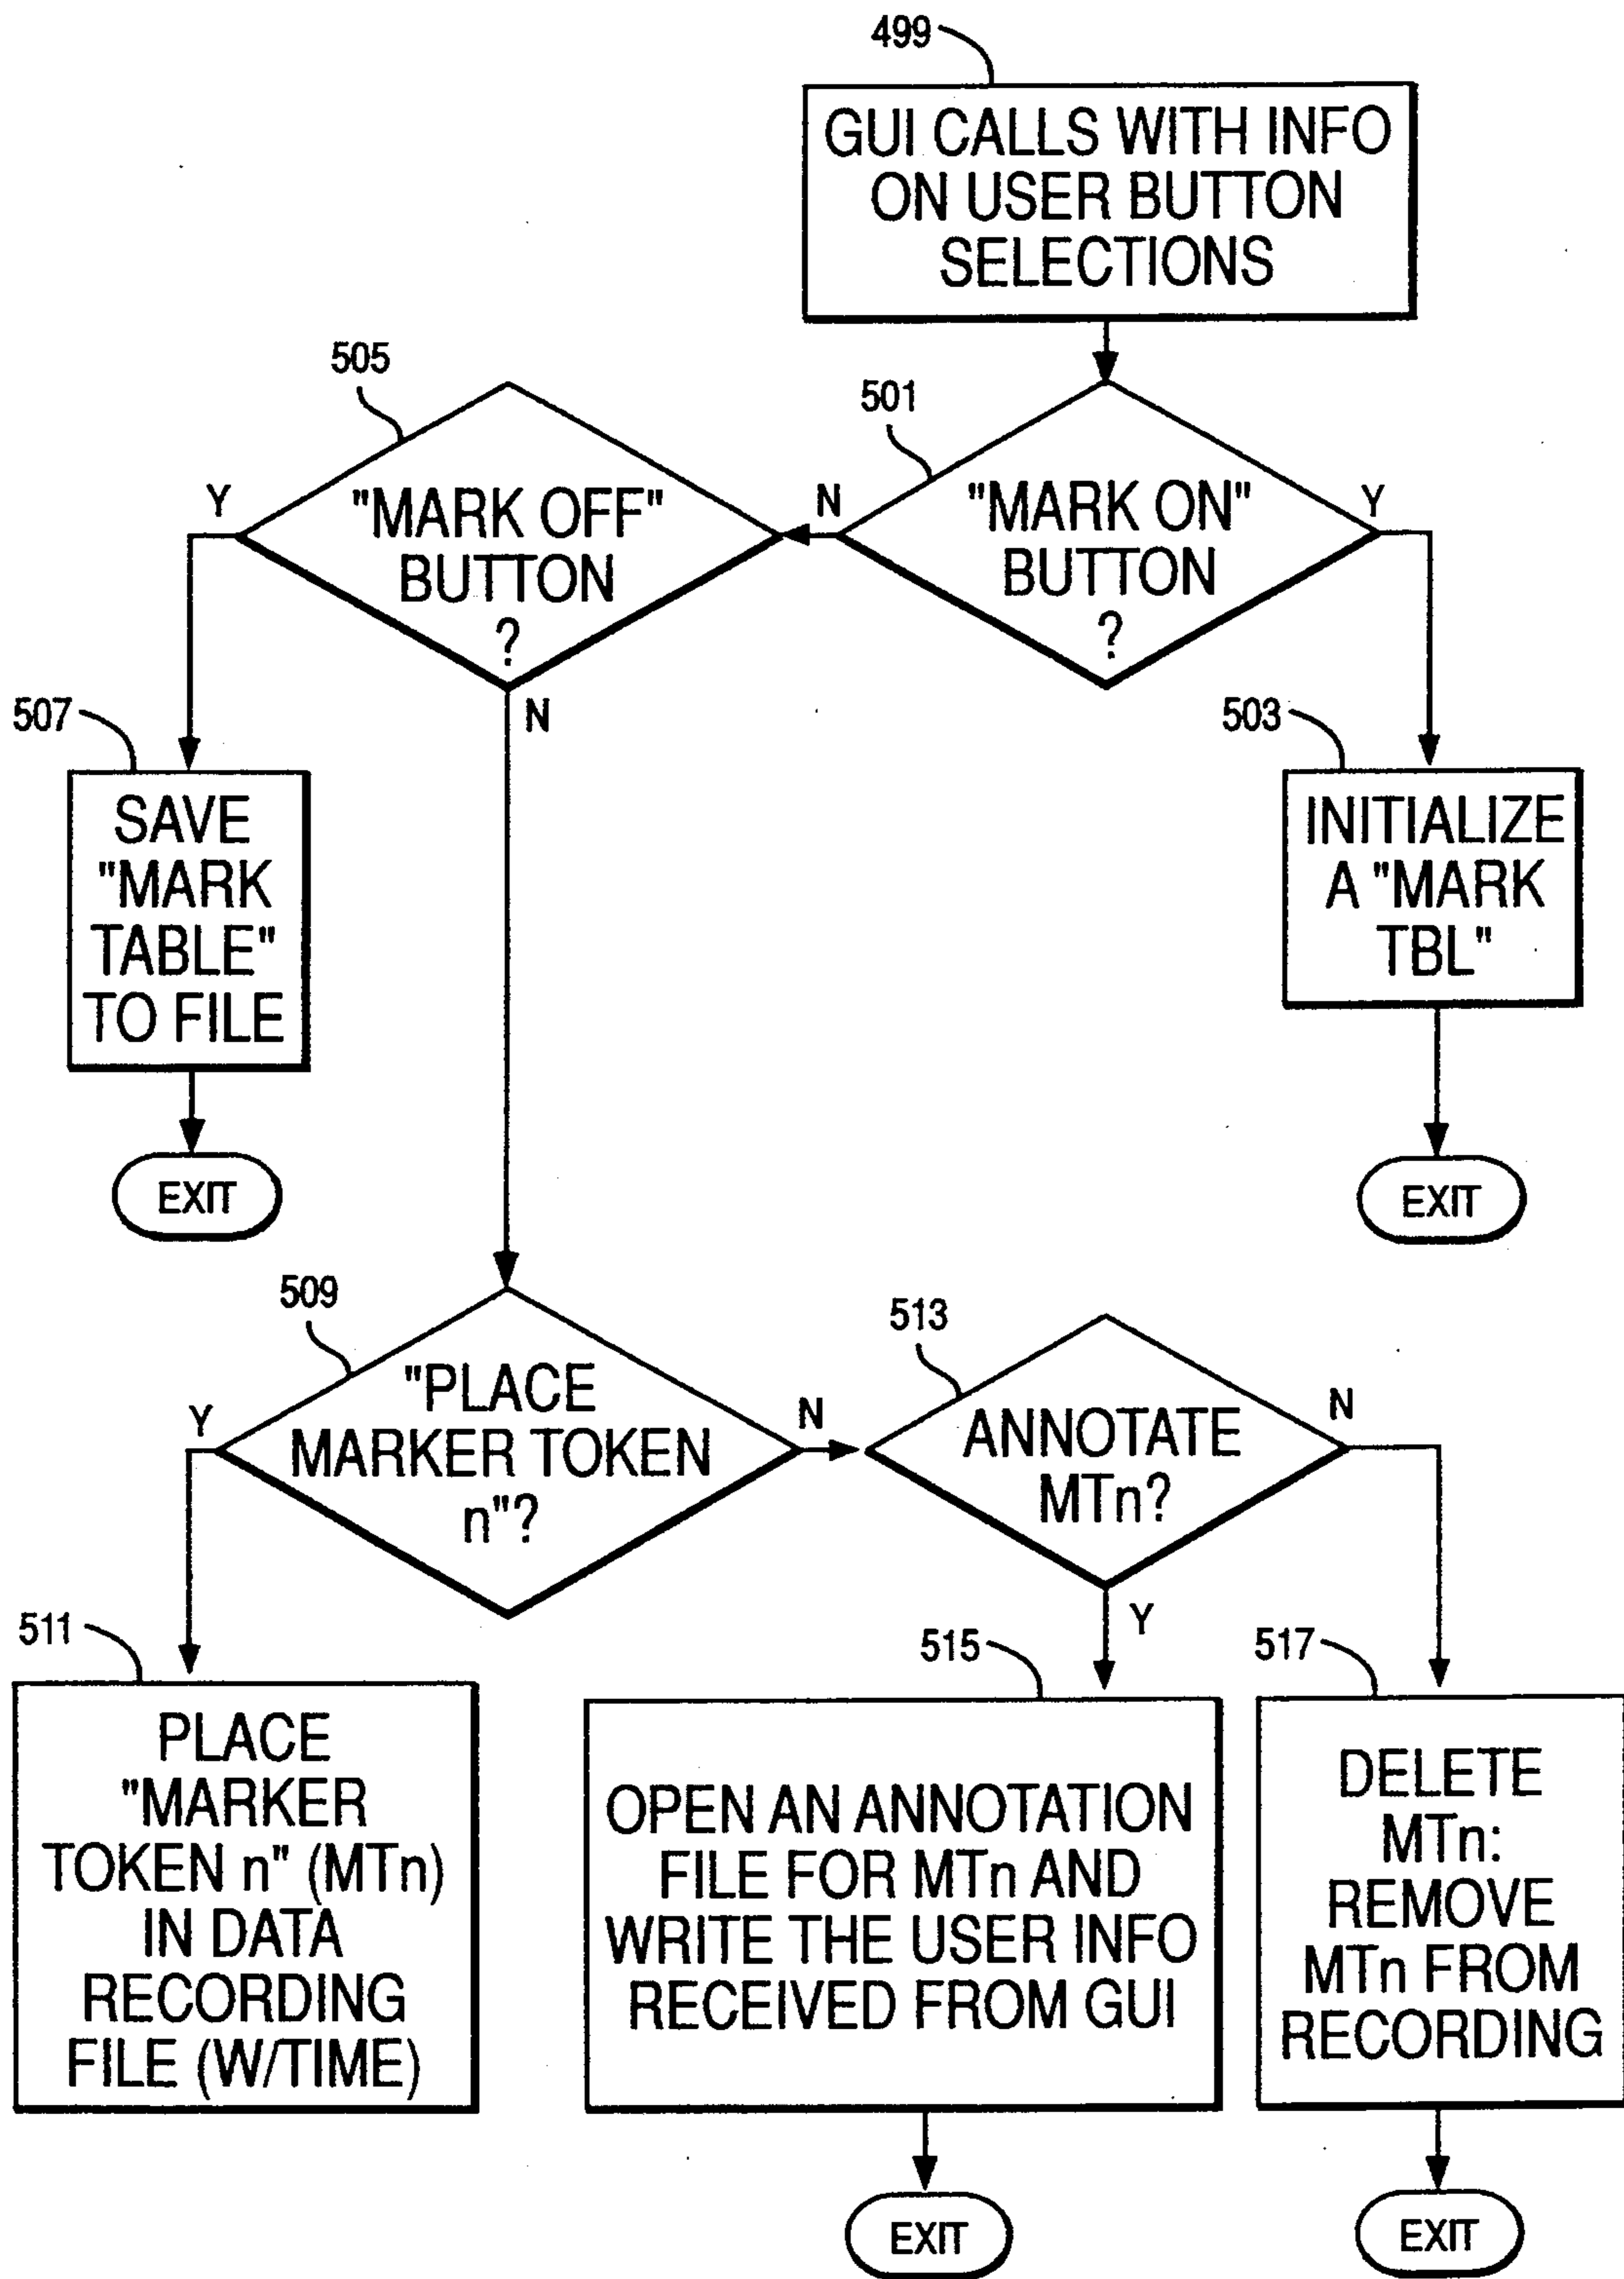 499
GUI CALLS WITH INFO
ON USER BUTTON
SELECTIONS
505
501
Y
"MARK OFF"
BUTTON
?
N
"MARK ON"
BUTTON
?
Y
N
507
503
SAVE
"MARK
TABLE"
TO FILE
INITIALIZE
A "MARK
TBL"
EXIT
EXIT
509
513
Y
"PLACE
MARKER TOKEN
n"?
N
ANNOTATE
MTn?
N
Y
511
515
517
PLACE
"MARKER
TOKEN n" (MTn)
IN DATA
RECORDING
FILE (W/TIME)
OPEN AN ANNOTATION
FILE FOR MTn AND
WRITE THE USER INFO
RECEIVED FROM GUI
DELETE
MTn:
REMOVE
MTn FROM
RECORDING
EXIT
EXIT